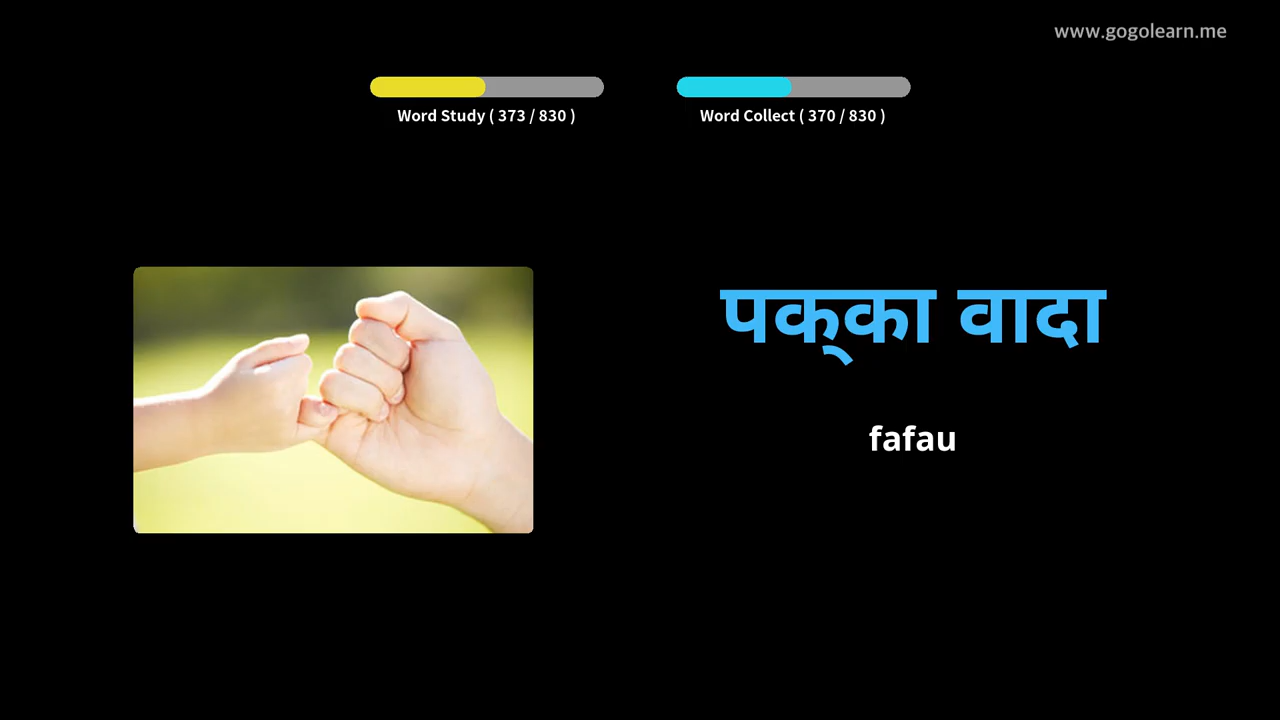 www.gogolearn.me
Word Study ( 373 / 830 )
Word Collect ( 370 / 830 )
पक्‌का वादा
fafau